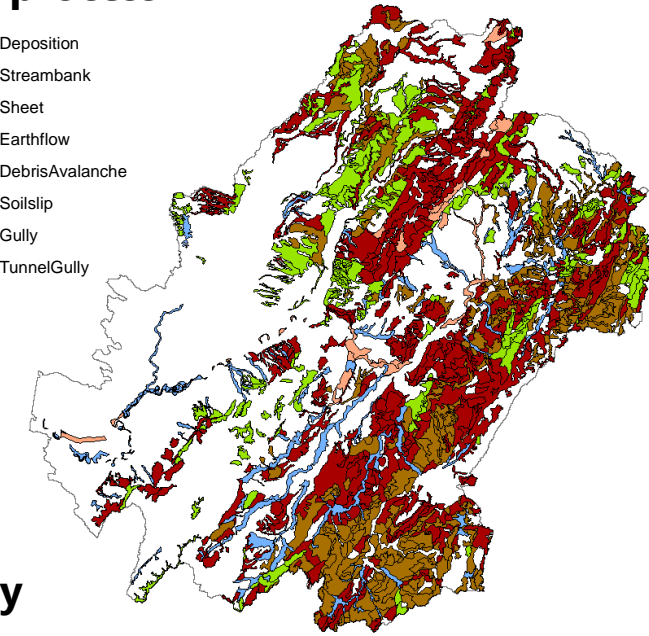 Deposition
Streambank
Sheet
Earthflow
DebrisAvalanche
Soilslip
Gully
TunnelGully
y